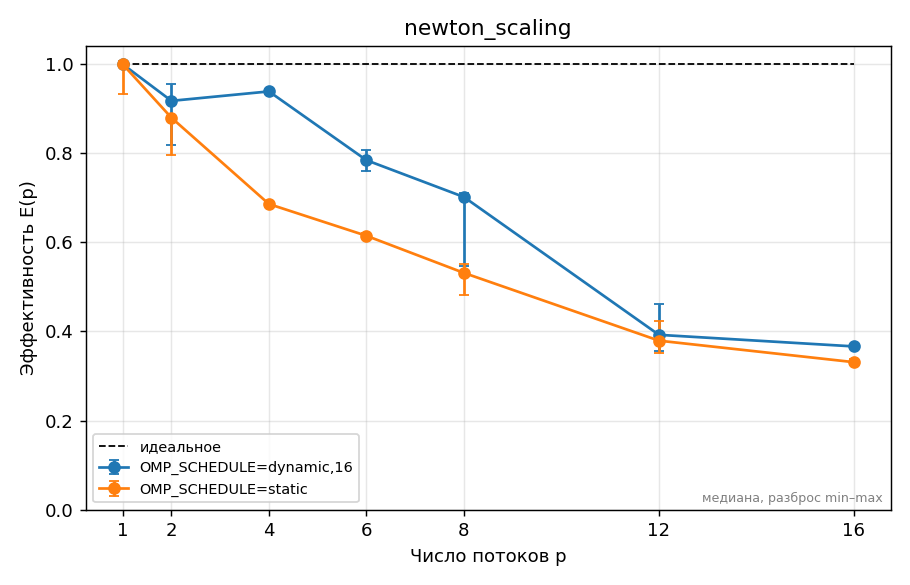 newton_scaling
Эффективность E(p)
1.0
0.8
0.6
0.4
0.2
0.0
идеальное
OMP_SCHEDULE=dynamic,16
OMP_SCHEDULE=static
медиана, разброс min–max
1 2 4 6 8 12 16
Число потоков p